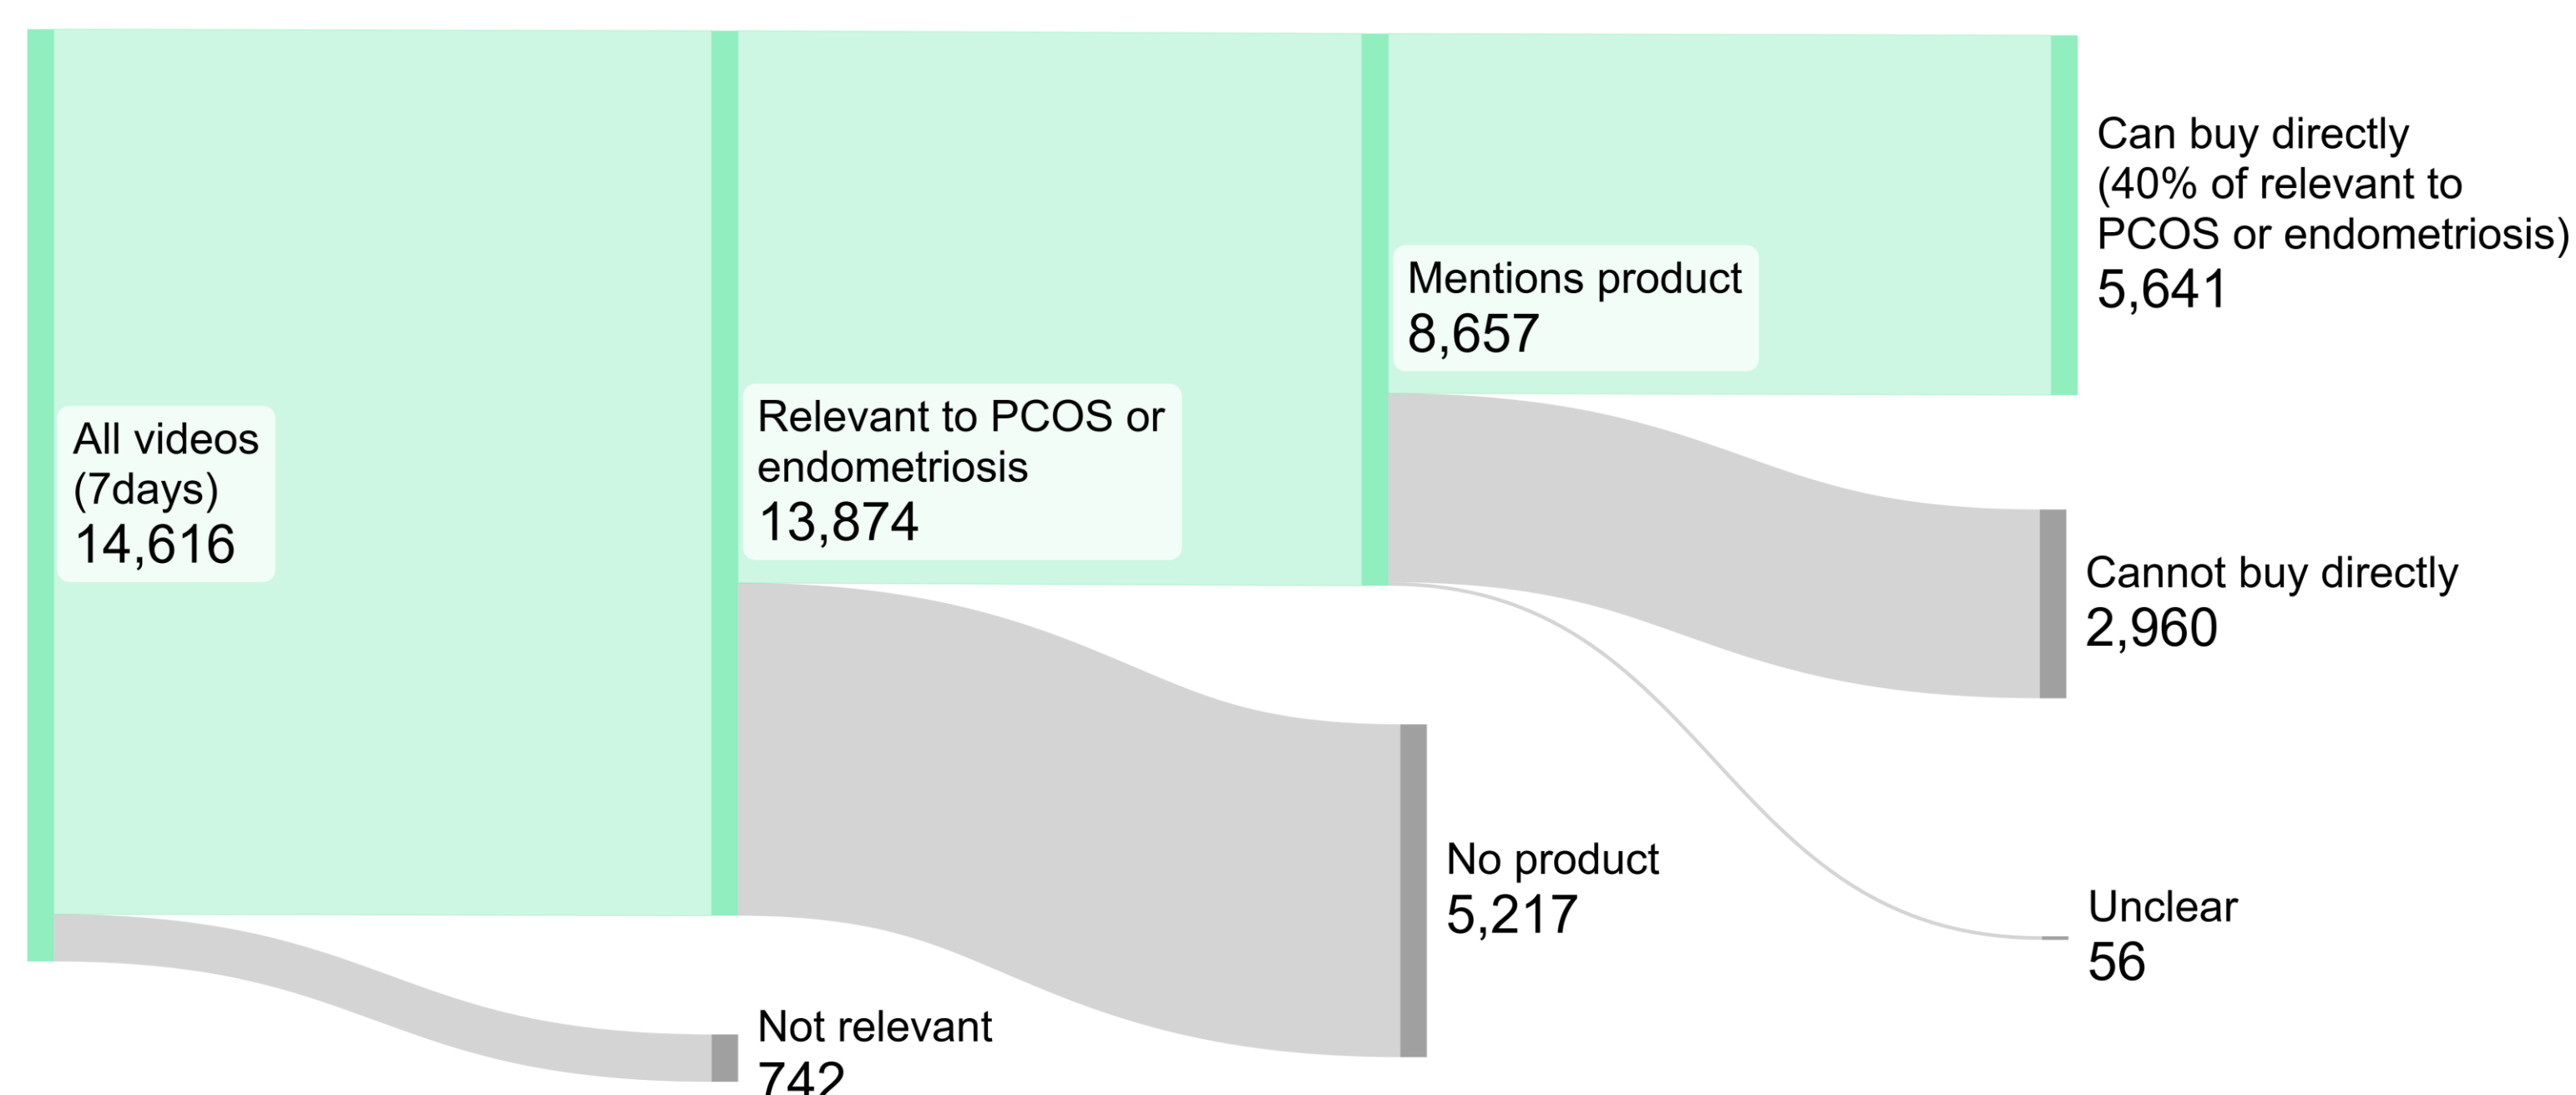 All videos
(7days)
14,616
Relevant to PCOS or
endometriosis
13,874
Not relevant
742
Mentions product
8,657
No product
5,217
Can buy directly
(40% of relevant to
PCOS or endometriosis)
5,641
Cannot buy directly
2,960
Unclear
56